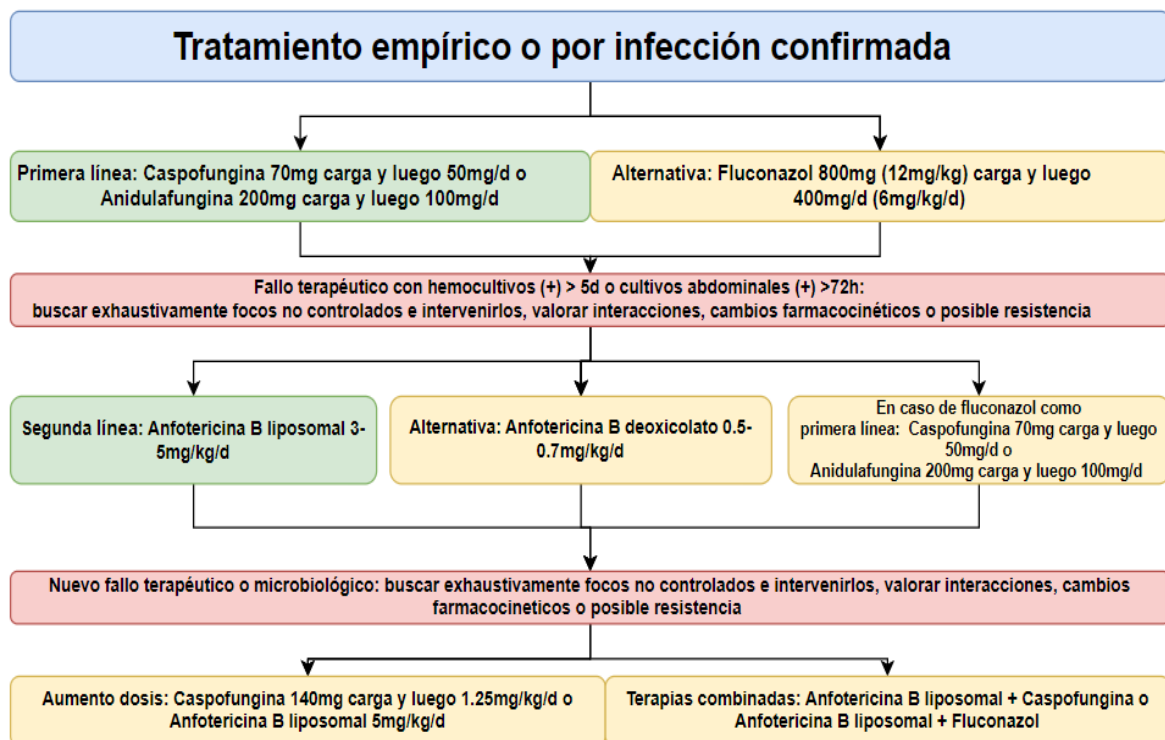 Tratamiento empírico o por infección confirmada
Primera línea: Caspofungina 70mg carga y luego 50mg/d o
Anidulafungina 200mg carga y luego 100mg/d
Alternativa: Fluconazol 800mg (12mg/kg) carga y luego
400mg/d (6mg/kg/d)
Fallo terapéutico con hemocultivos (+) > 5d o cultivos abdominales (+) >72h:
buscar exhaustivamente focos no controlados e intervenirlos, valorar interacciones, cambios farmacocinéticos o posible resistencia
Segunda línea: Anfotericina B liposomal 3-
5mg/kg/d
Alternativa: Anfotericina B deoxicolato 0.5-
0.7mg/kg/d
En caso de fluconazol como
primera línea: Caspofungina 70mg carga y luego
50mg/d o
Anidulafungina 200mg carga y luego 100mg/d
Nuevo fallo terapéutico o microbiológico: buscar exhaustivamente focos no controlados e intervenirlos, valorar interacciones, cambios
farmacocineticos o posible resistencia
Aumento dosis: Caspofungina 140mg carga y luego 1.25mg/kg/d o
Anfotericina B liposomal 5mg/kg/d
Terapias combinadas: Anfotericina B liposomal + Caspofungina o
Anfotericina B liposomal + Fluconazol